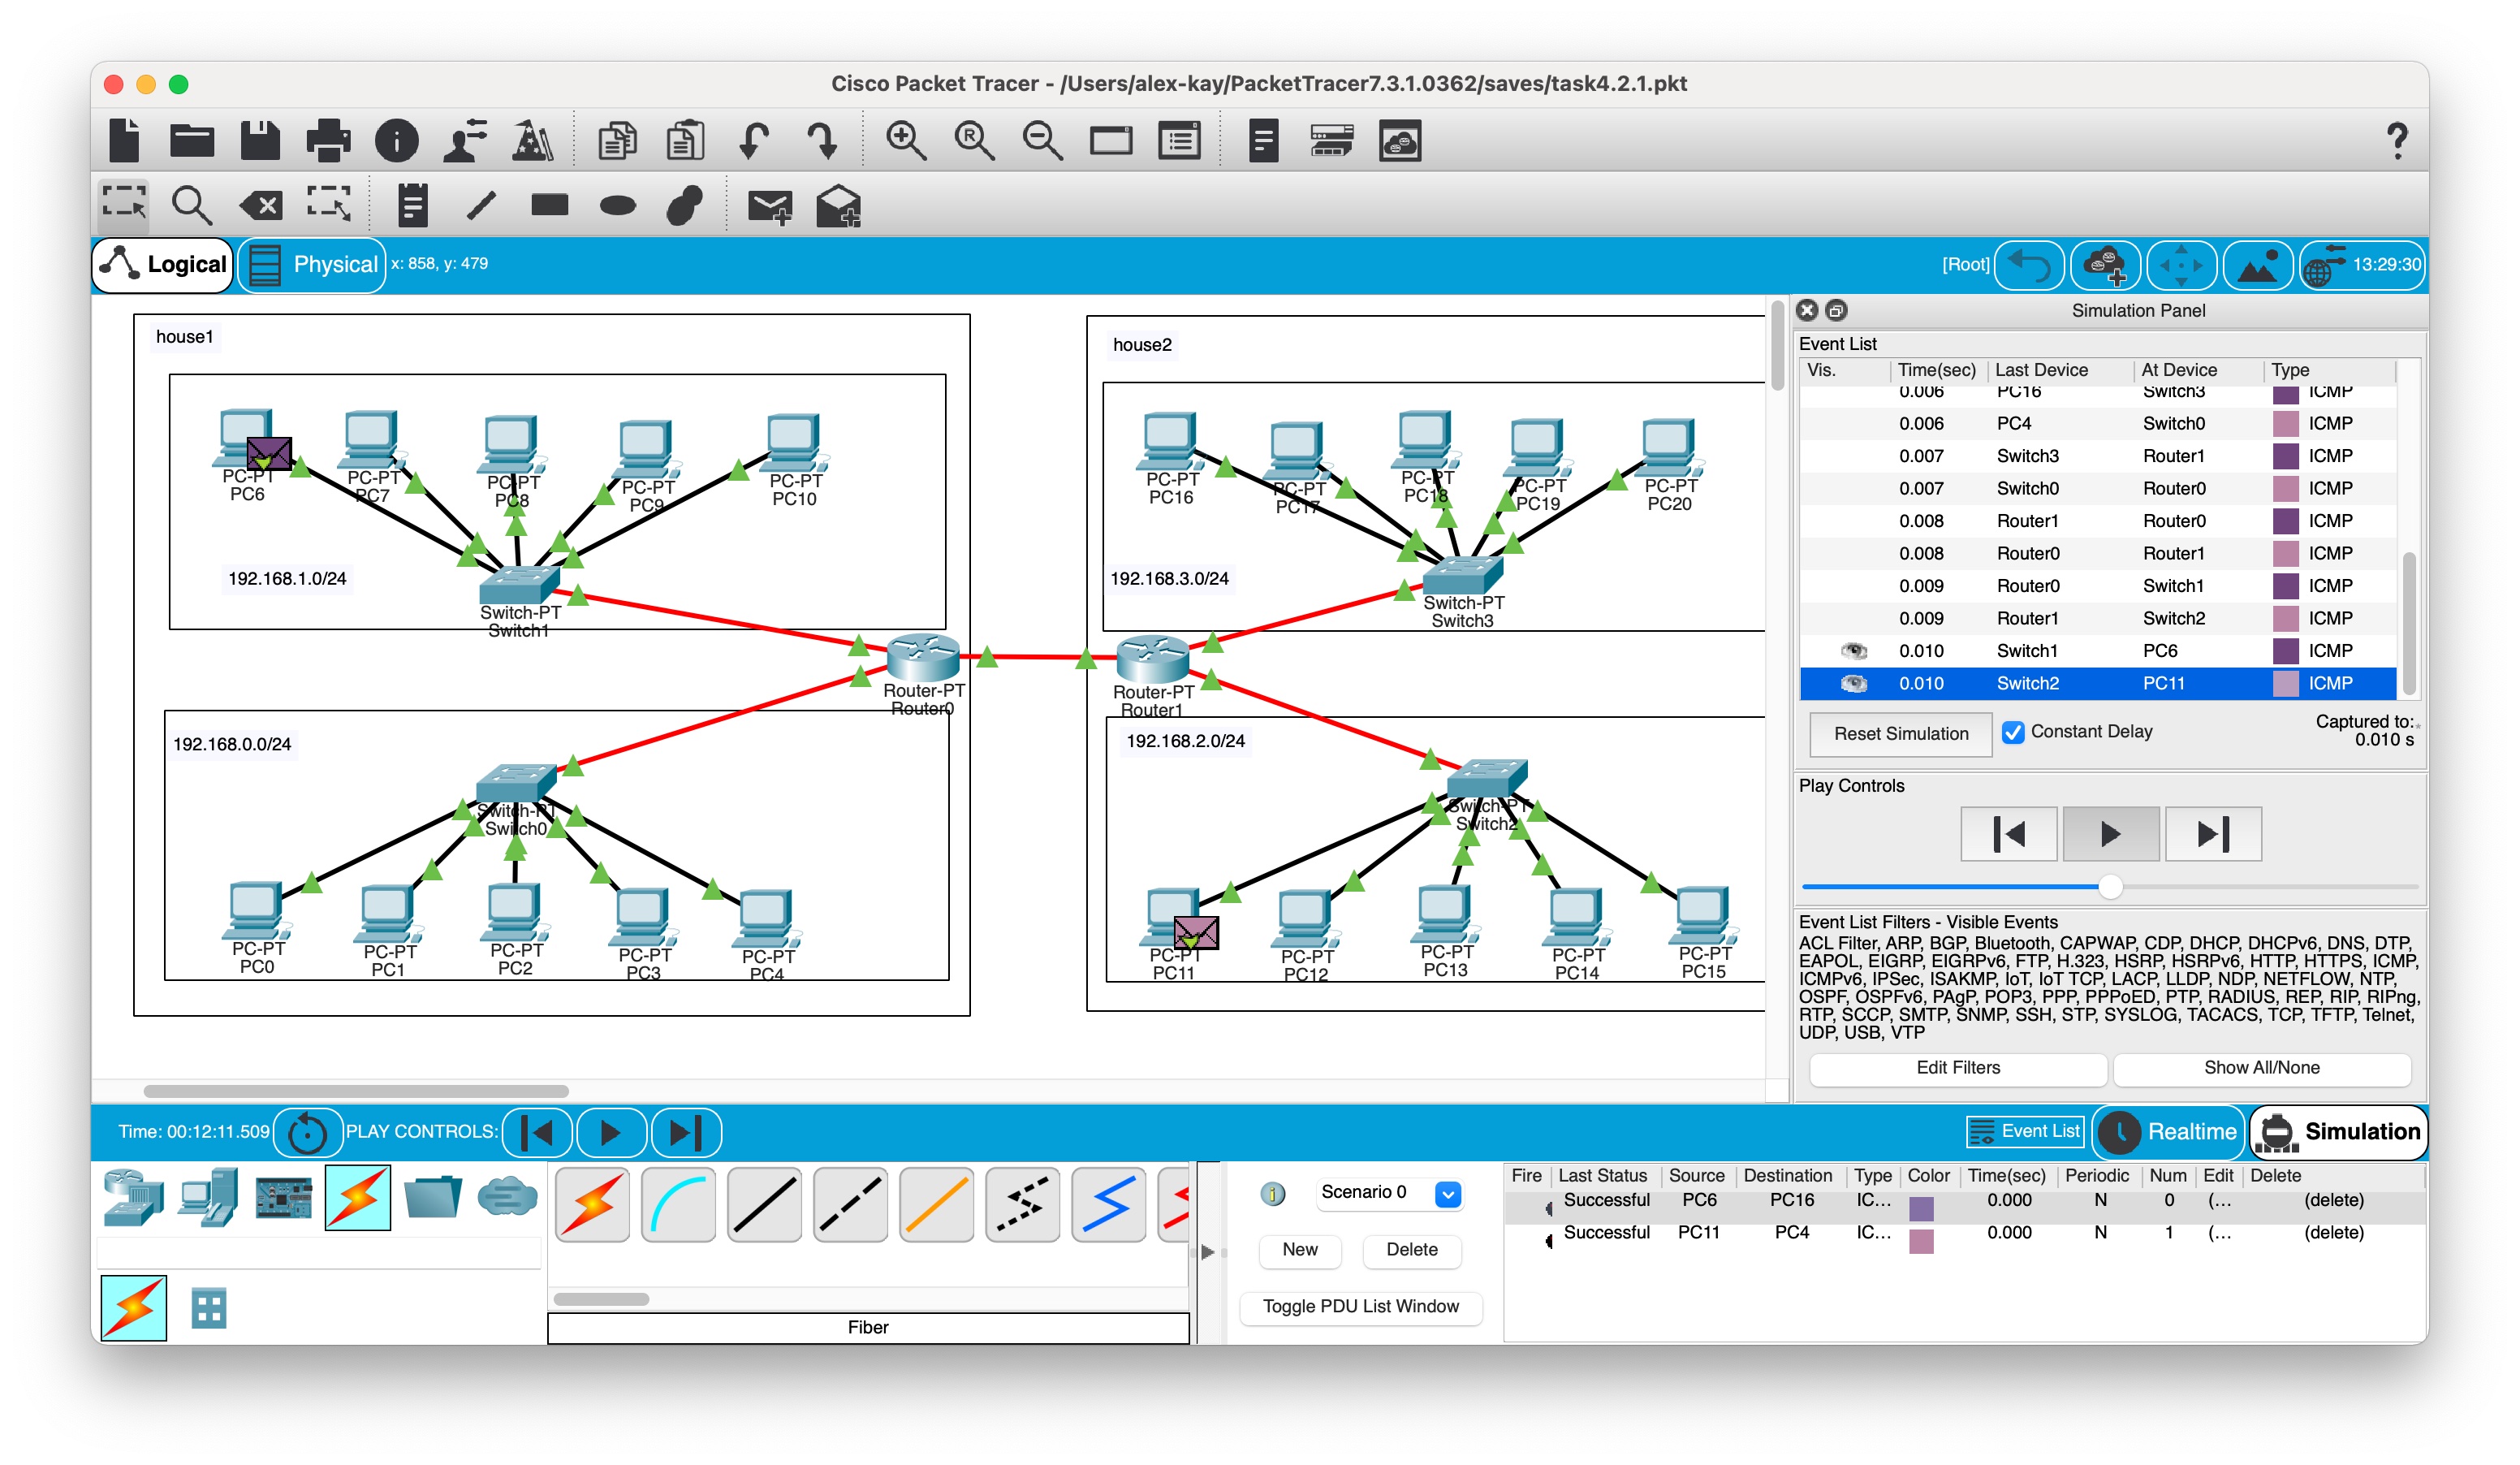 Cisco Packet Tracer - /Users/alex-kay/PacketTracer7.3.1.0362/saves/task4.2.1.pkt
Logical
Physical
x: 858, y: 479
[Root]
13:29:30
house1
PC-PT
PC6
PC-PT
PC7
PC-PT
PC8
PC-PT
PC9
PC-PT
PC10
192.168.1.0/24
Switch-PT
Switch1
Router-PT
Router0
192.168.0.0/24
Switch-PT
Switch0
PC-PT
PC0
PC-PT
PC1
PC-PT
PC2
PC-PT
PC3
PC-PT
PC4
house2
PC-PT
PC16
PC-PT
PC17
PC-PT
PC18
PC-PT
PC19
PC-PT
PC20
192.168.3.0/24
Switch-PT
Switch3
Router-PT
Router1
192.168.2.0/24
Switch-PT
Switch2
PC-PT
PC11
PC-PT
PC12
PC-PT
PC13
PC-PT
PC14
PC-PT
PC15
Simulation Panel
Event List
Vis. Time(sec) Last Device At Device Type
0.006 PC16 Switch3 ICMP
0.006 PC4 Switch0 ICMP
0.007 Switch3 Router1 ICMP
0.007 Switch0 Router0 ICMP
0.008 Router1 Router0 ICMP
0.008 Router0 Router1 ICMP
0.009 Router0 Switch1 ICMP
0.009 Router1 Switch2 ICMP
0.010 Switch1 PC6 ICMP
0.010 Switch2 PC11 ICMP
Reset Simulation
Constant Delay
Captured to:
0.010 s
Play Controls
Event List Filters - Visible Events
ACL Filter, ARP, BGP, Bluetooth, CAPWAP, CDP, DHCP, DHCPv6, DNS, DTP,
EAPOL, EIGRP, EIGRPv6, FTP, H.323, HSRP, HSRPv6, HTTP, HTTPS, ICMP,
ICMPv6, IPSec, ISAKMP, IoT, IoT TCP, LACP, LLDP, NDP, NETFLOW, NTP,
OSPF, OSPFv6, PAgP, POP3, PPP, PPPoED, PTP, RADIUS, REP, RIP, RIPng,
RTP, SCCP, SMTP, SNMP, SSH, STP, SYSLOG, TACACS, TCP, TFTP, Telnet,
UDP, USB, VTP
Edit Filters
Show All/None
Time: 00:12:11.509
PLAY CONTROLS:
Event List
Realtime
Simulation
Fiber
Scenario 0
New
Delete
Toggle PDU List Window
Fire Last Status Source Destination Type Color Time(sec) Periodic Num Edit Delete
Successful PC6 PC16 IC... 0.000 N 0 (... (delete)
Successful PC11 PC4 IC... 0.000 N 1 (... (delete)